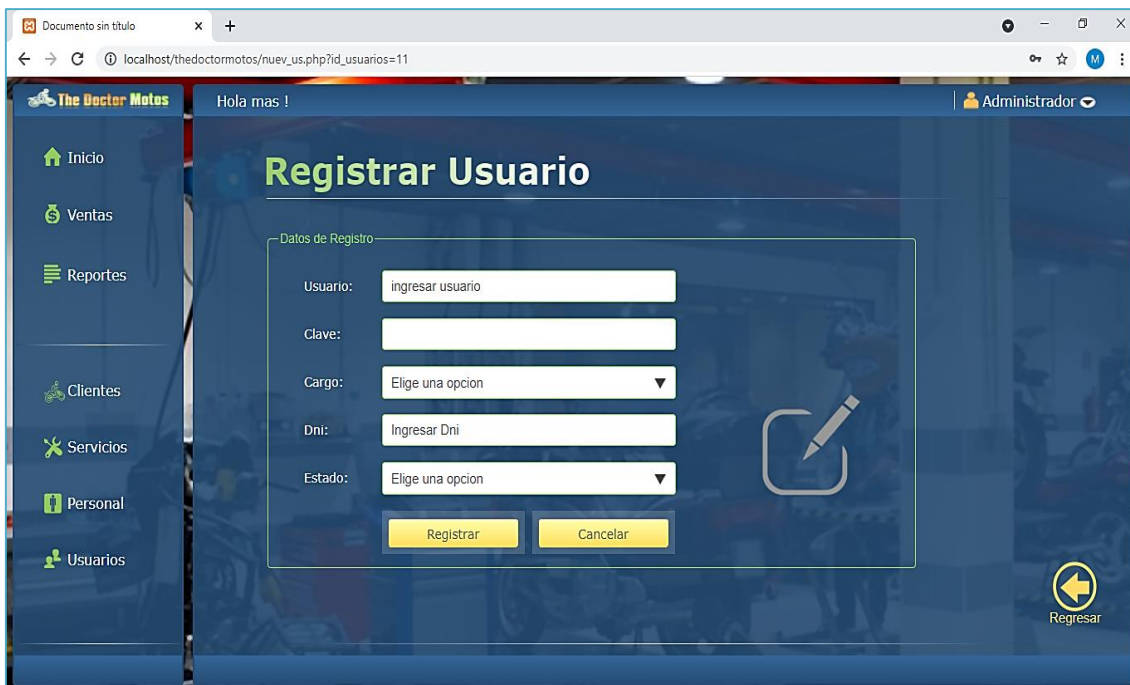 Documento sin título
localhost/thedoctormotos/nuev_us.php?id_usuarios=11
M
The Doctor Motos
Hola mas !
Administrador
Inicio
Ventas
Reportes
Clientes
Servicios
Personal
Usuarios
Registrar Usuario
Datos de Registro
Usuario: ingresar usuario
Clave:
Cargo: Elige una opcion
Dni: Ingresar Dni
Estado: Elige una opcion
Registrar Cancelar
Regresar